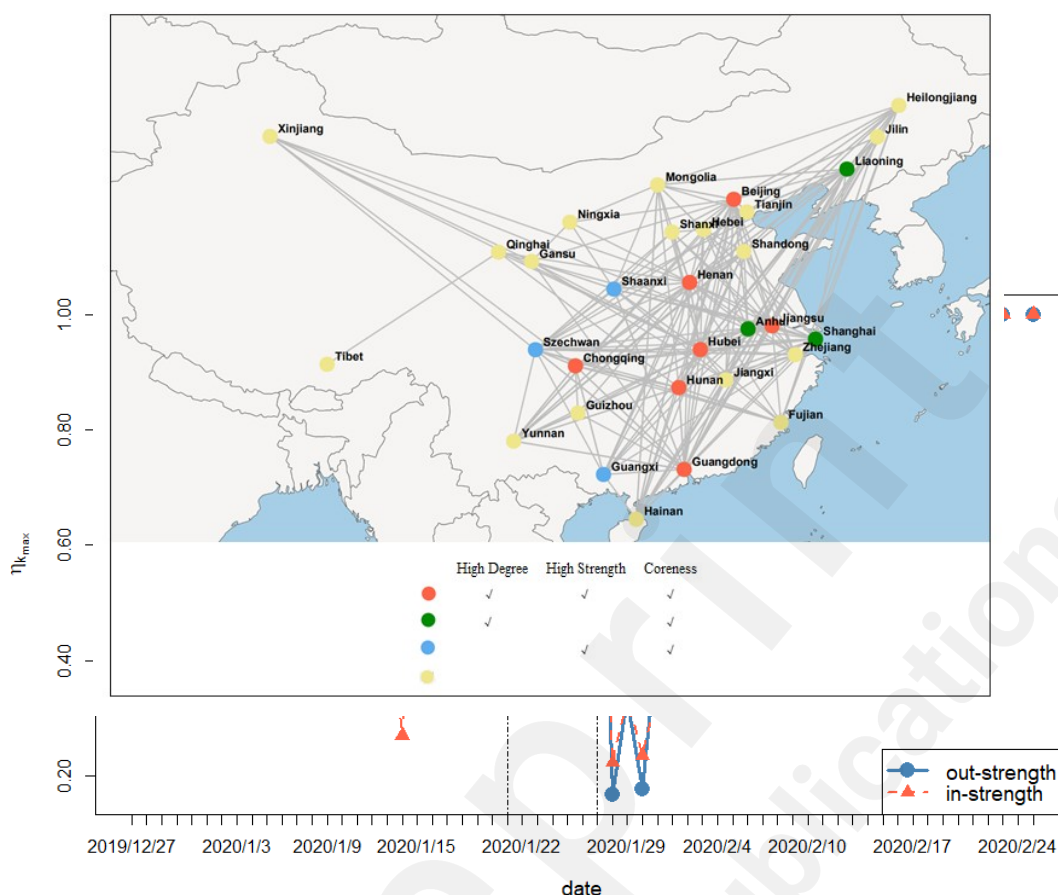 Heilongjiang
Xinjiang
Jilin
Liaoning
Mongolia
Beijing
Tianjin
Ningxia
Shanxi
Hebei
Qinghai
Gansu
Shandong
Shaanxi
Henan
Jiangsu
Shanghai
Szechwan
Hubei
Zhejiang
Tibet
Chongqing
Hunan
Jiangxi
Guizhou
Fujian
Yunnan
Guangxi
Guangdong
Hainan
High Degree High Strength Coreness
√ √ √
√ √
√ √
1.00
0.80
0.60
0.40
0.20
ηkmax
out-strength
in-strength
2019/12/27 2020/1/3 2020/1/9 2020/1/15 2020/1/22 2020/1/29 2020/2/4 2020/2/10 2020/2/17 2020/2/24
date